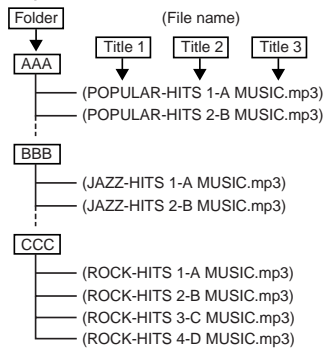 Folder (File name)
Title 1 Title 2 Title 3
AAA
(POPULAR-HITS 1-A MUSIC.mp3)
(POPULAR-HITS 2-B MUSIC.mp3)
BBB
(JAZZ-HITS 1-A MUSIC.mp3)
(JAZZ-HITS 2-B MUSIC.mp3)
CCC
(ROCK-HITS 1-A MUSIC.mp3)
(ROCK-HITS 2-B MUSIC.mp3)
(ROCK-HITS 3-C MUSIC.mp3)
(ROCK-HITS 4-D MUSIC.mp3)